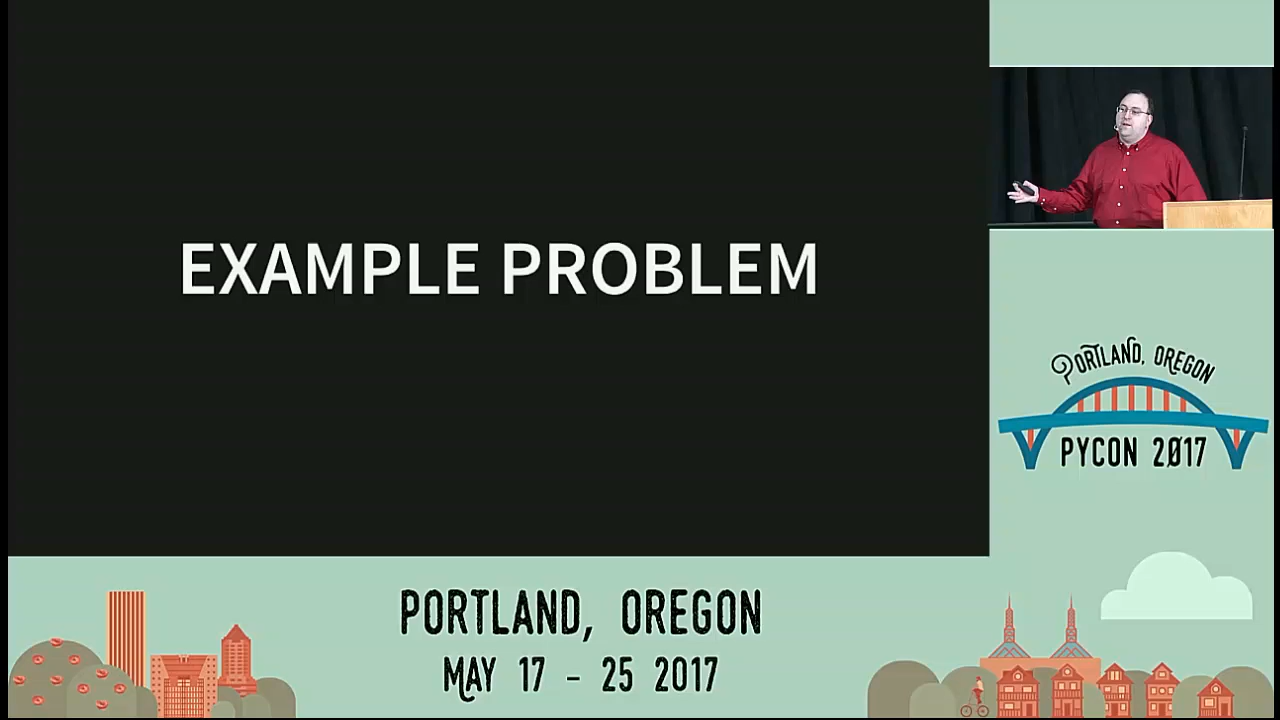 EXAMPLE PROBLEM
PORTLAND, OREGON
PYCON 2017
PORTLAND, OREGON
MAY 17 - 25 2017